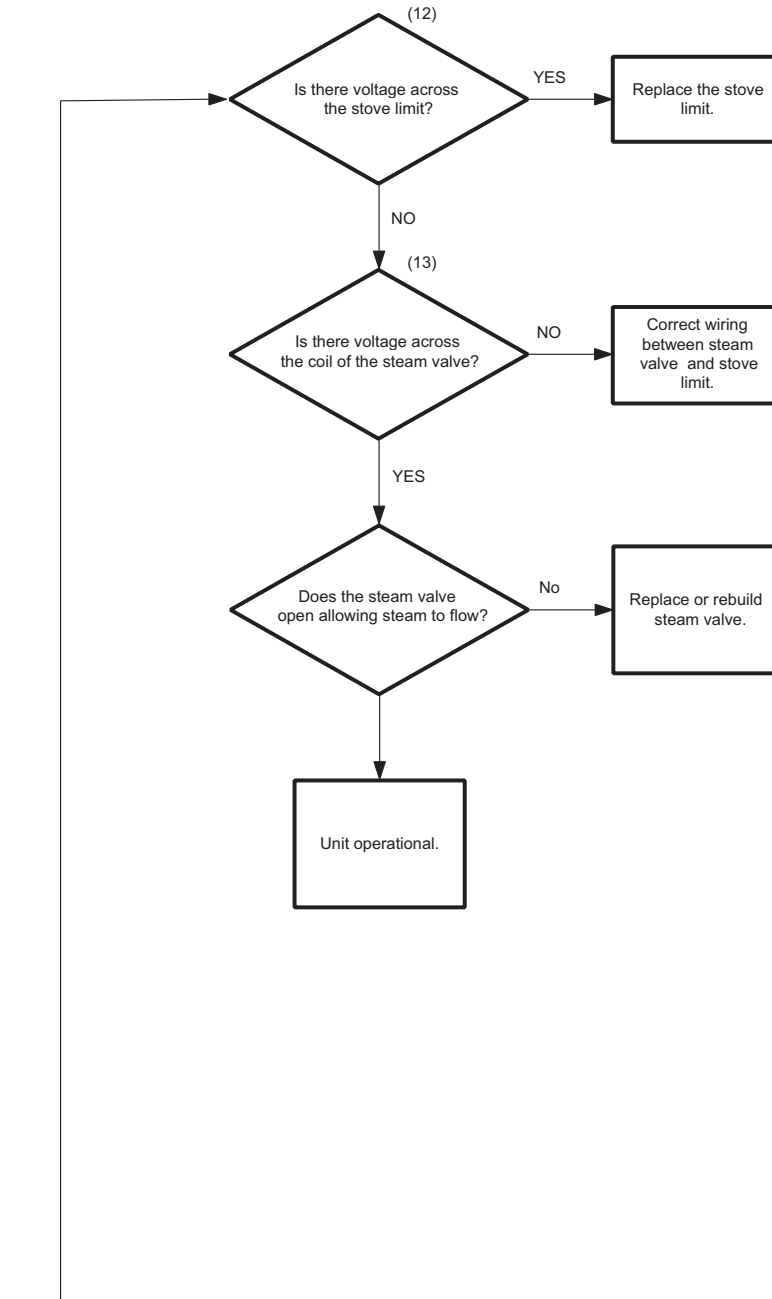 (12)
Is there voltage across
the stove limit?
YES
Replace the stove
limit.
NO
(13)
Is there voltage across
the coil of the steam valve?
NO
Correct wiring
between steam
valve and stove
limit.
YES
Does the steam valve
open allowing steam to flow?
No
Replace or rebuild
steam valve.
Unit operational.